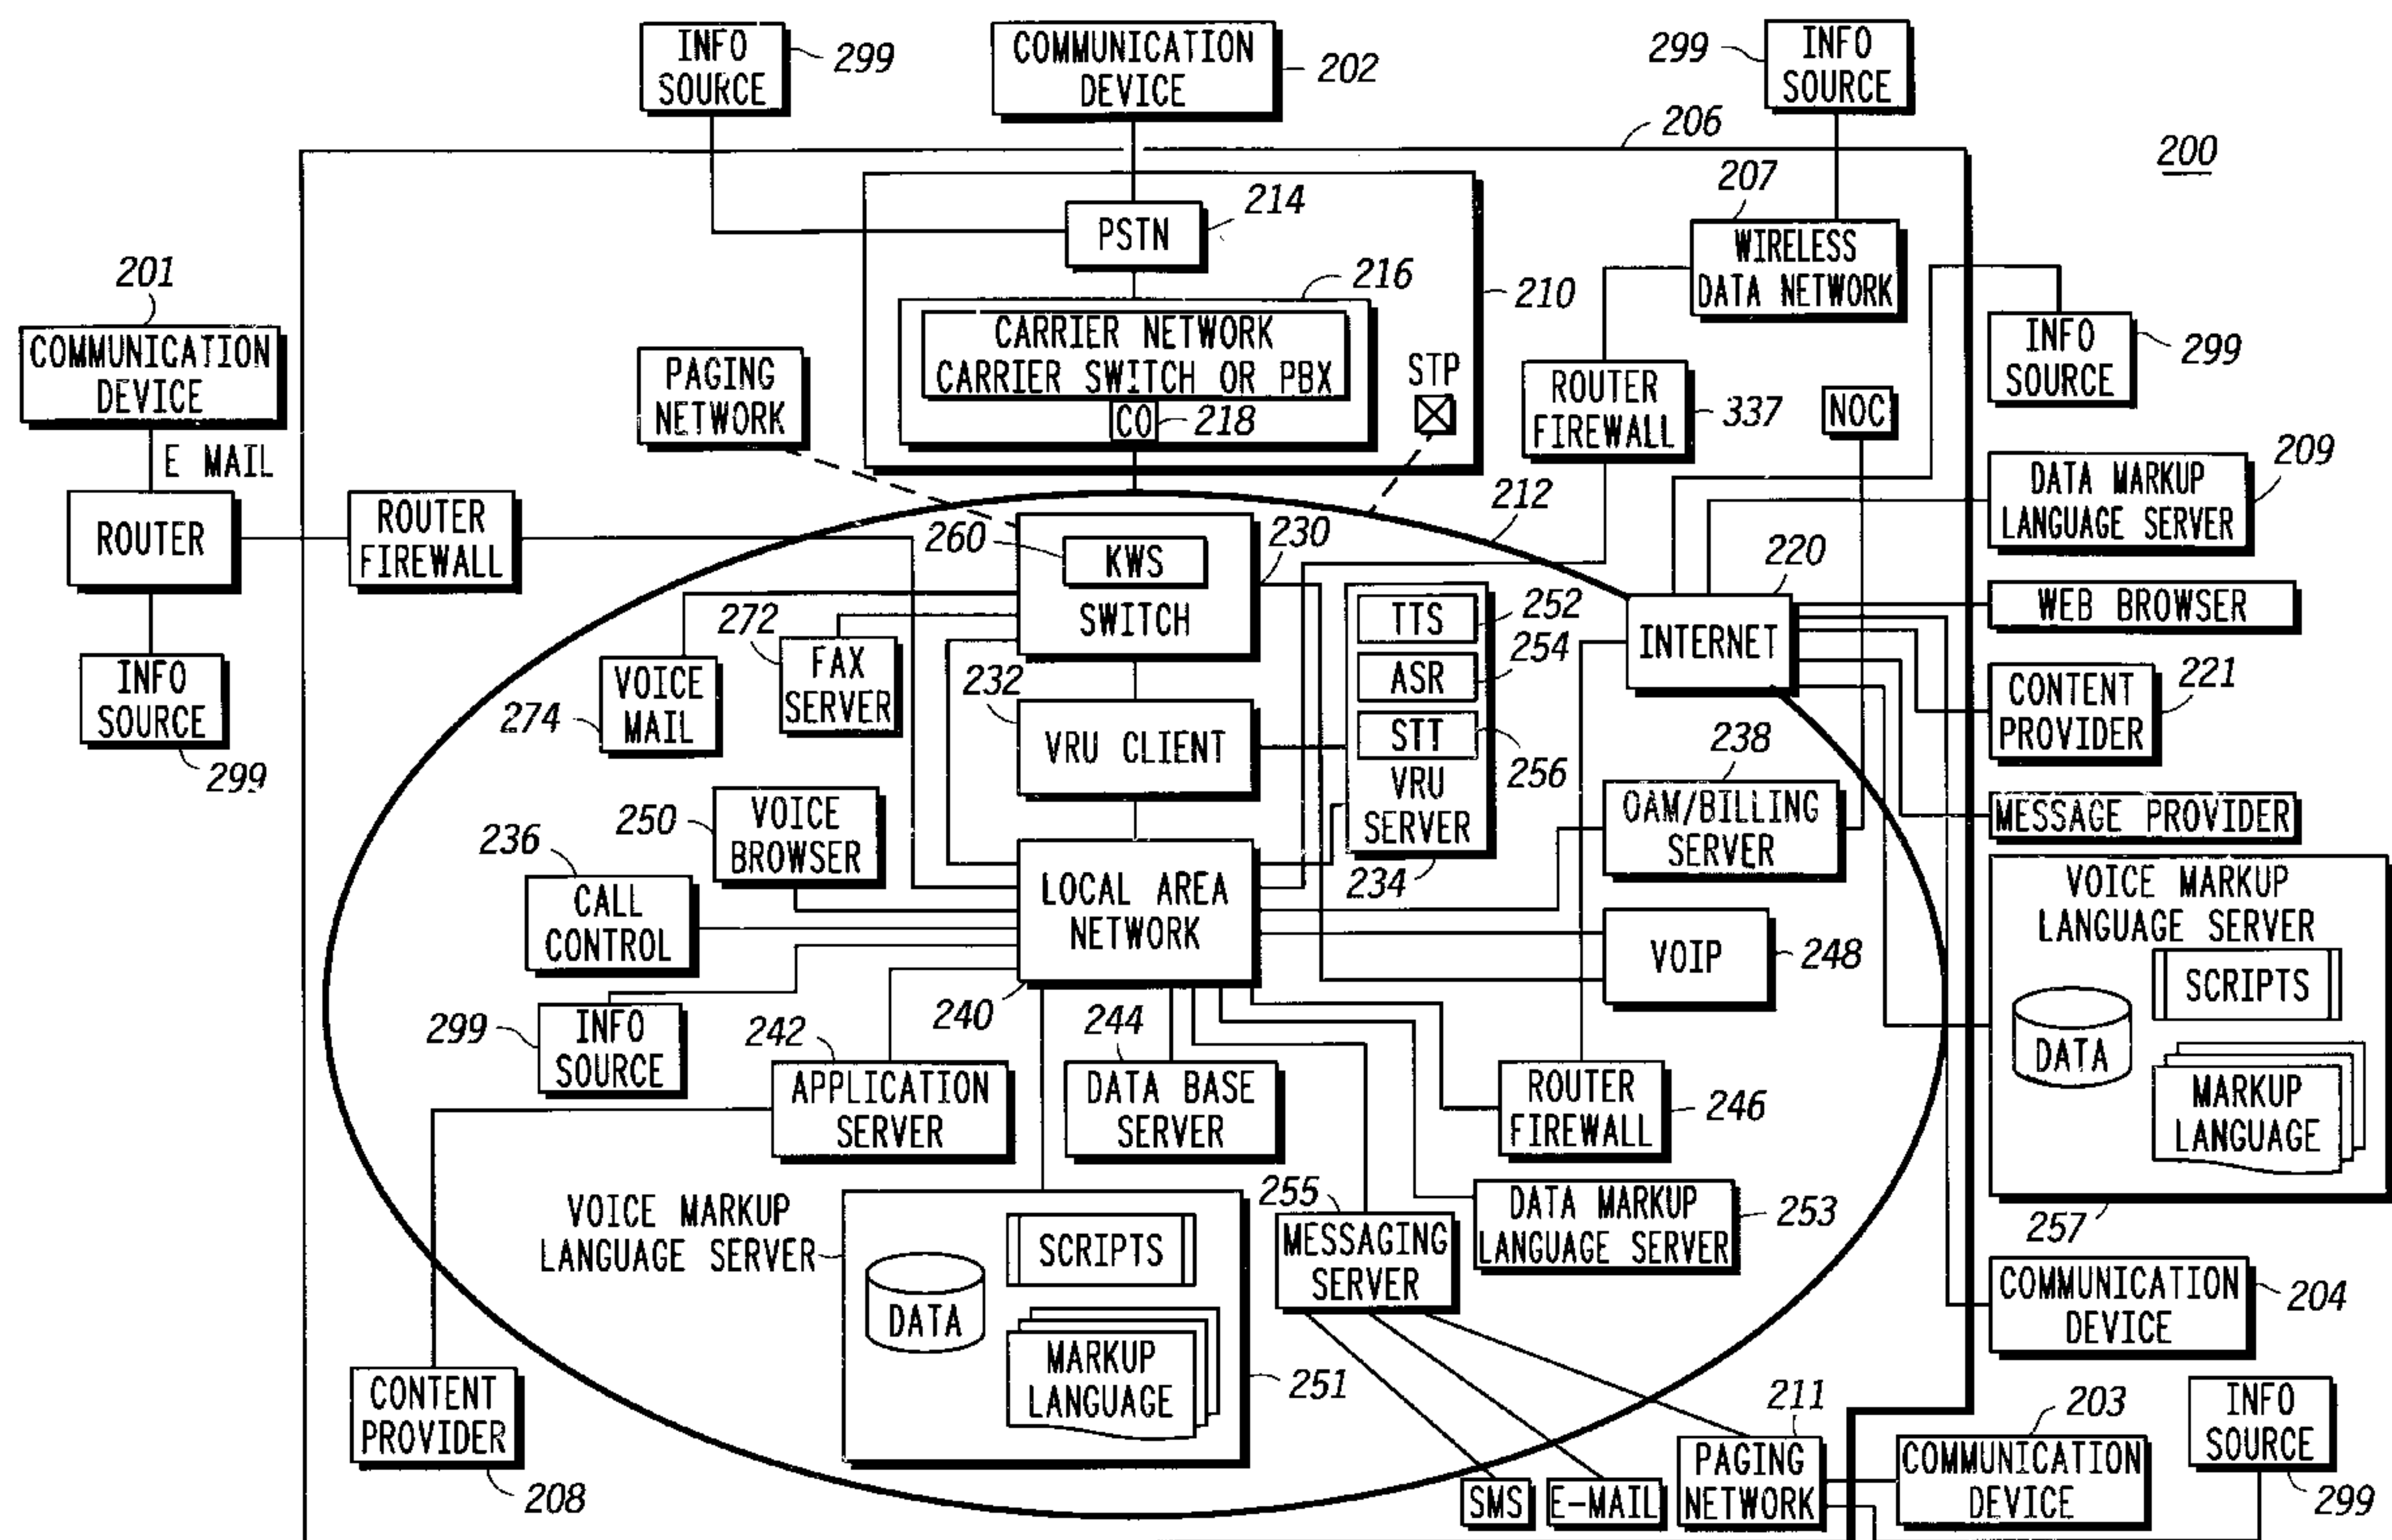 INFO
SOURCE
299
COMMUNICATION
DEVICE
202
299
INFO
SOURCE
206
200
207
214
PSTN
WIRELESS
DATA NETWORK
201
216
210
COMMUNICATION
DEVICE
CARRIER NETWORK
CARRIER SWITCH OR PBX
CO
218
STP
PAGING
NETWORK
ROUTER
FIREWALL
337
NOC
INFO
SOURCE
299
E MAIL
209
DATA MARKUP
LANGUAGE SERVER
ROUTER
ROUTER
FIREWALL
212
260
KWS
SWITCH
230
220
INTERNET
WEB BROWSER
INFO
SOURCE
299
272
FAX
SERVER
VOICE
MAIL
274
232
VRU CLIENT
TTS
252
ASR
254
STT
256
VRU
SERVER
234
221
CONTENT
PROVIDER
238
OAM/BILLING
SERVER
MESSAGE PROVIDER
250
VOICE
BROWSER
236
CALL
CONTROL
LOCAL AREA
NETWORK
240
VOIP
248
VOICE MARKUP
LANGUAGE SERVER
SCRIPTS
DATA
MARKUP
LANGUAGE
257
299
INFO
SOURCE
242
APPLICATION
SERVER
244
DATA BASE
SERVER
ROUTER
FIREWALL
246
VOICE MARKUP
LANGUAGE SERVER
SCRIPTS
DATA
MARKUP
LANGUAGE
251
255
MESSAGING
SERVER
DATA MARKUP
LANGUAGE SERVER
253
COMMUNICATION
DEVICE
204
CONTENT
PROVIDER
208
SMS
E-MAIL
211
PAGING
NETWORK
203
COMMUNICATION
DEVICE
INFO
SOURCE
299